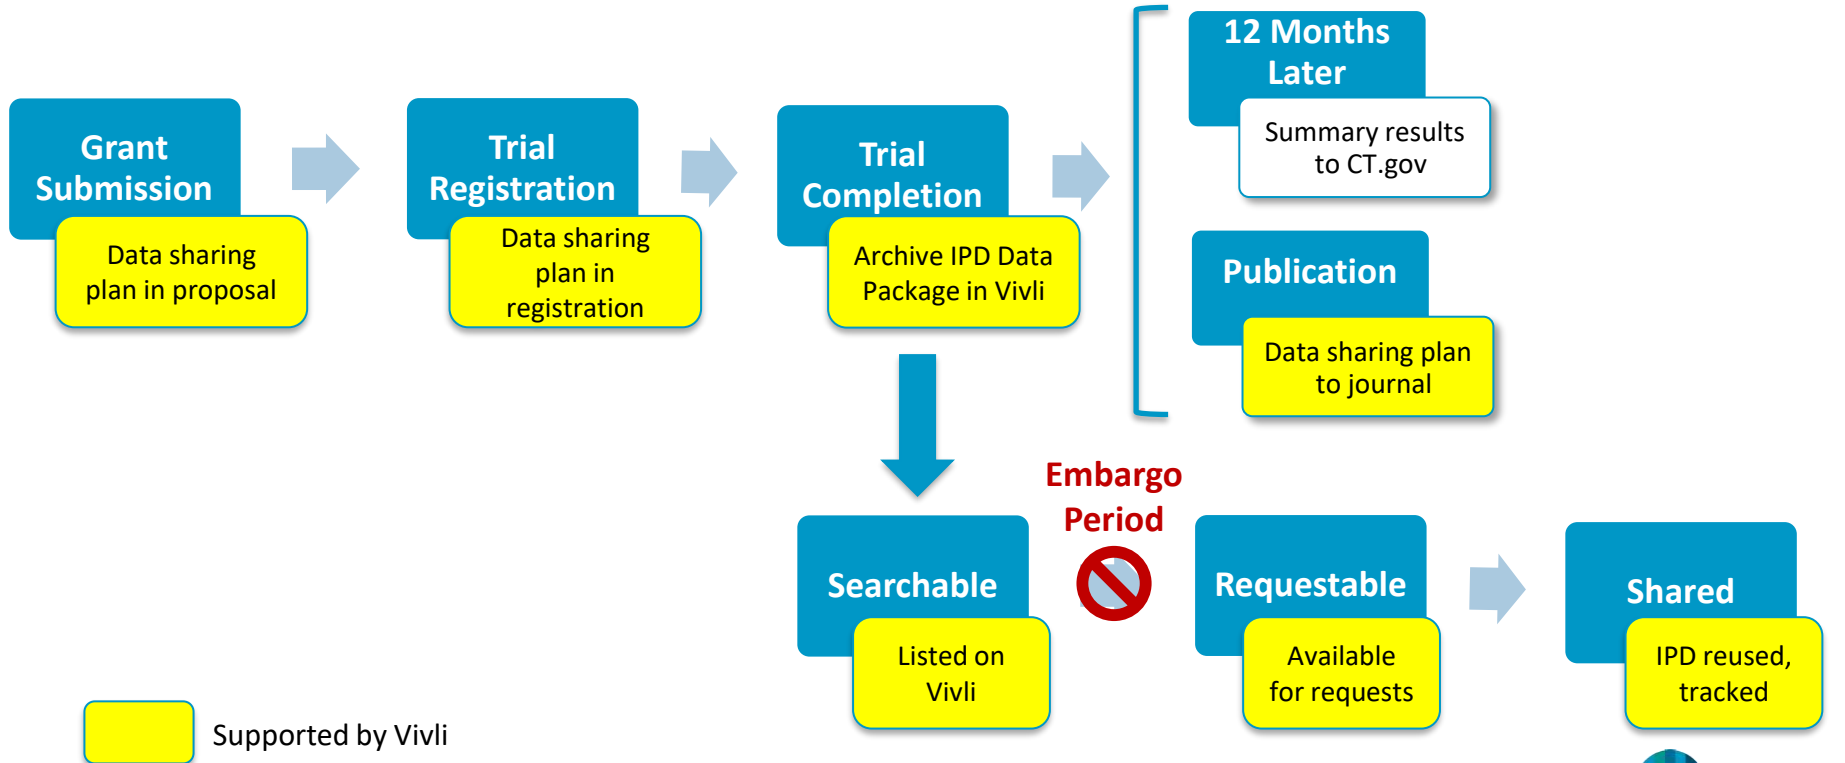 Grant
Submission
Data sharing
plan in proposal
Trial
Registration
Data sharing
plan in
registration
Trial
Completion
Archive IPD Data
Package in Vivli
12 Months
Later
Summary results
to CT.gov
Publication
Data sharing plan
to journal
Searchable
Listed on
Vivli
Embargo
Period
Requestable
Available
for requests
Shared
IPD reused,
tracked
Supported by Vivli